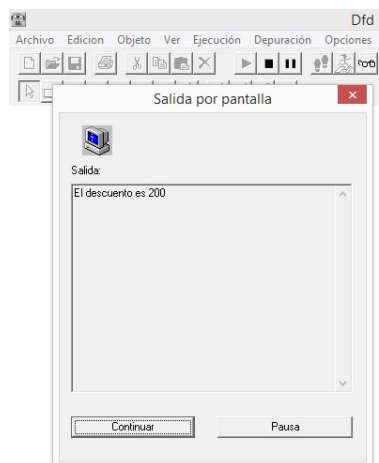 Dfd
Archivo Edicion Objeto Ver Ejecución Depuración Opciones
Salida por pantalla
Salida:
El descuento es 200
Continuar Pausa